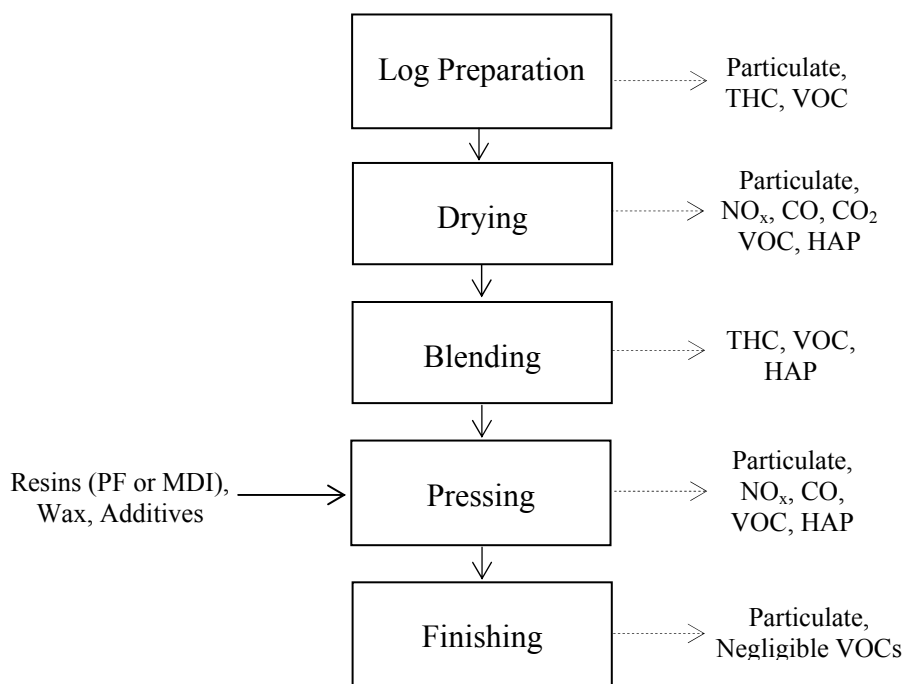 Log Preparation
Particulate,
THC, VOC
Drying
Particulate,
NOx, CO, CO2
VOC, HAP
Blending
THC, VOC,
HAP
Resins (PF or MDI),
Wax, Additives
Pressing
Particulate,
NOx, CO,
VOC, HAP
Finishing
Particulate,
Negligible VOCs